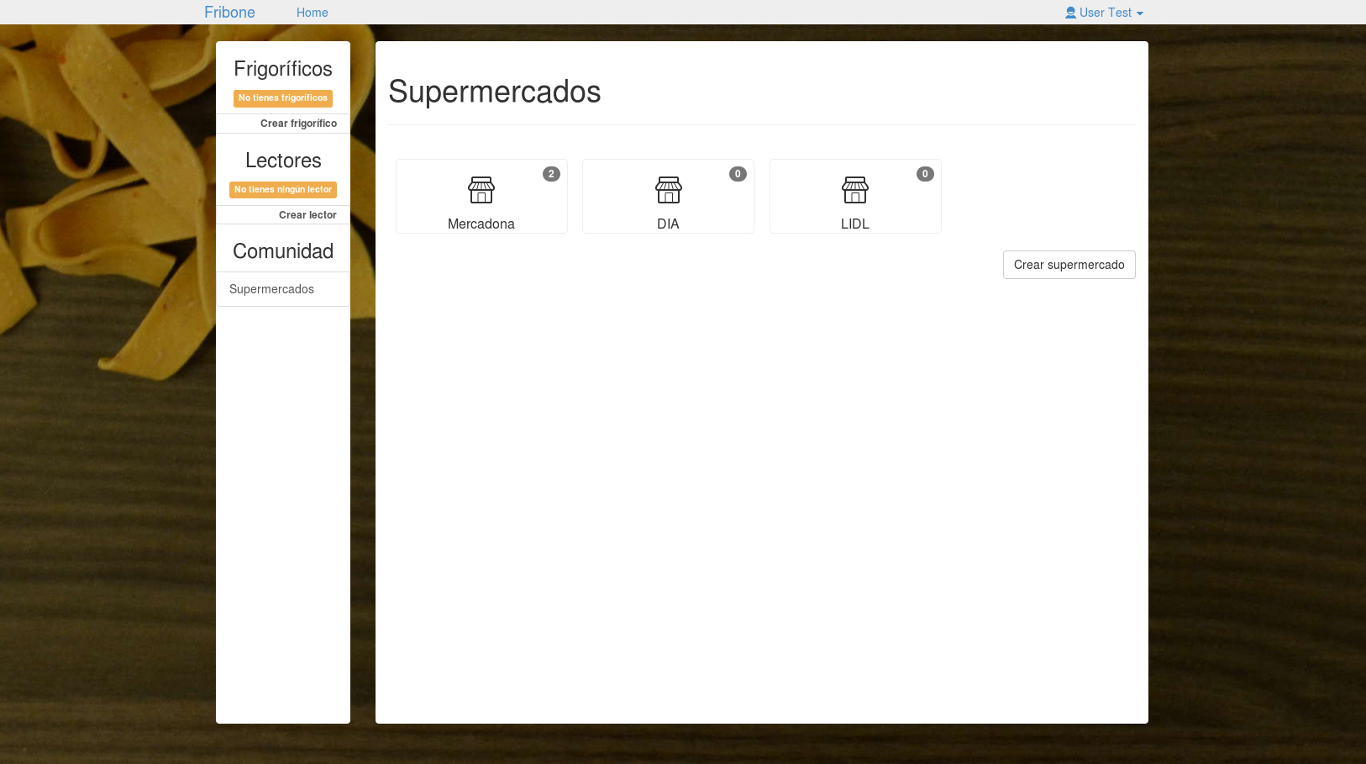 Fribone
Home
User Test
Frigoríficos
No tienes frigoríficos
Crear frigorífico
Lectores
No tienes ningún lector
Crear lector
Comunidad
Supermercados
Supermercados
2
Mercadona
0
DIA
0
LIDL
Crear supermercado